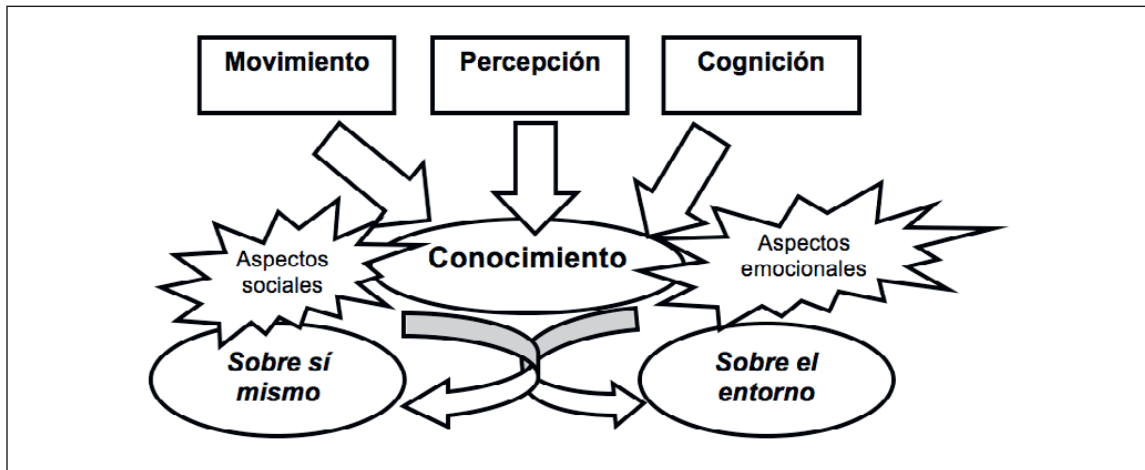 Movimiento
Percepción
Cognición
Conocimiento
Aspectos
sociales
Aspectos
emocionales
Sobre sí
mismo
Sobre el
entorno